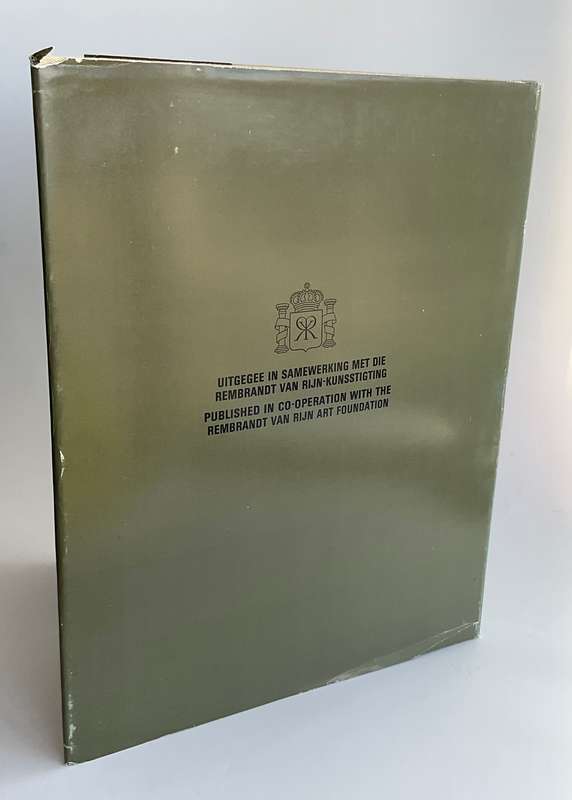 UITGEGEE IN SAMEWERKING MET DIE
REMBRANDT VAN RIJN-KUNSSTIGTING
PUBLISHED IN CO-OPERATION WITH THE
REMBRANDT VAN RIJN ART FOUNDATION